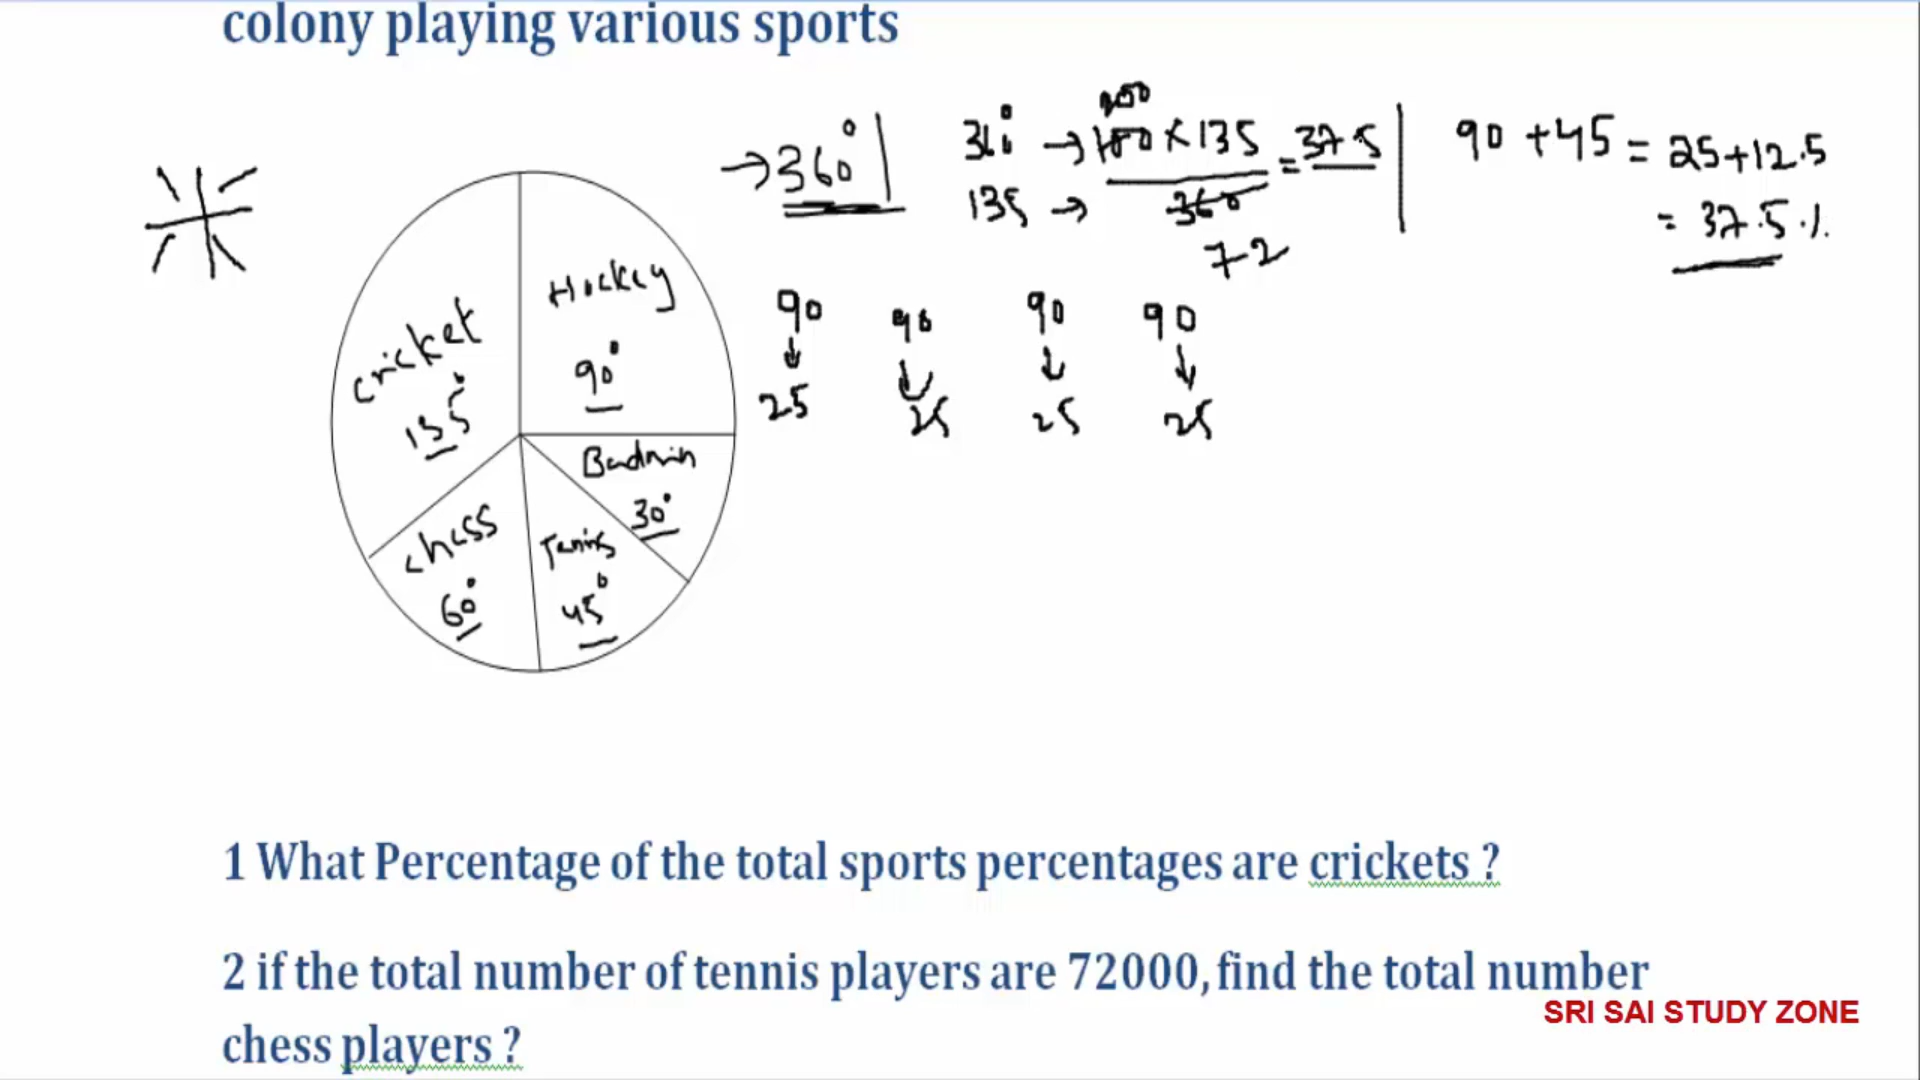 colony playing various sports
→360°
36° →100 × 135 = 37.5
135 →
360
72
90 + 45 = 25 + 12.5
= 37.5 %
Hockey
90°
cricket
135°
90 90 90 90
25 25 25 25
Badmin
30°
chess
60°
Tennis
45°
1 What Percentage of the total sports percentages are crickets ?
2 if the total number of tennis players are 72000, find the total number
chess players ?
SRI SAI STUDY ZONE